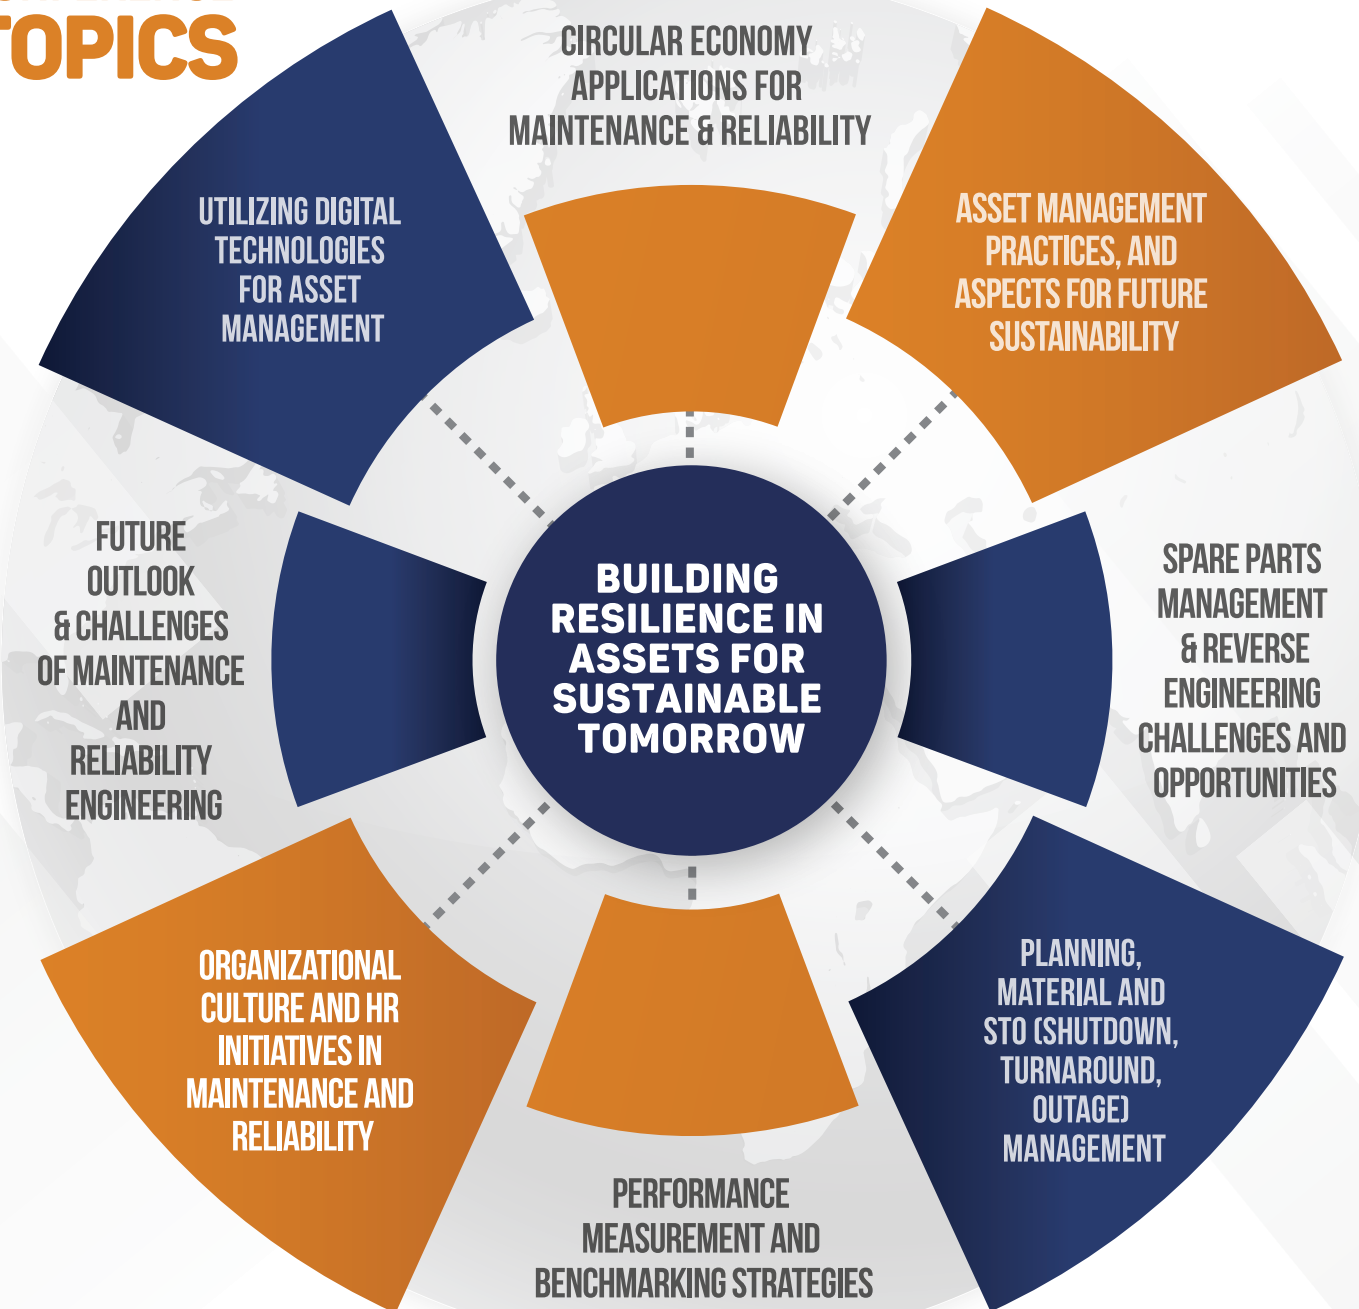 TOPICS
CIRCULAR ECONOMY
APPLICATIONS FOR
MAINTENANCE & RELIABILITY
UTILIZING DIGITAL
TECHNOLOGIES
FOR ASSET
MANAGEMENT
ASSET MANAGEMENT
PRACTICES, AND
ASPECTS FOR FUTURE
SUSTAINABILITY
FUTURE
OUTLOOK
& CHALLENGES
OF MAINTENANCE
AND
RELIABILITY
ENGINEERING
BUILDING
RESILIENCE IN
ASSETS FOR
SUSTAINABLE
TOMORROW
SPARE PARTS
MANAGEMENT
& REVERSE
ENGINEERING
CHALLENGES AND
OPPORTUNITIES
ORGANIZATIONAL
CULTURE AND HR
INITIATIVES IN
MAINTENANCE AND
RELIABILITY
PLANNING,
MATERIAL AND
STO (SHUTDOWN,
TURNAROUND,
OUTAGE)
MANAGEMENT
PERFORMANCE
MEASUREMENT AND
BENCHMARKING STRATEGIES